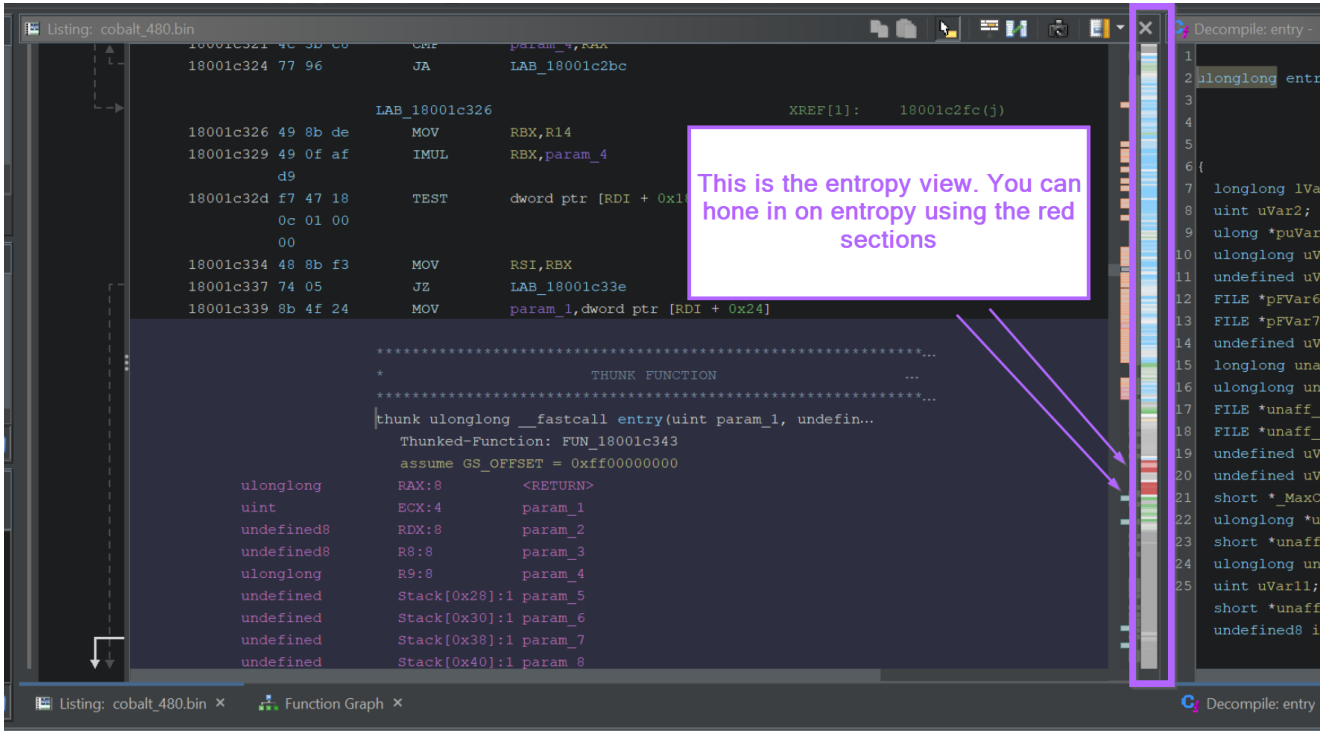 Listing: cobalt_480.bin
Decompile: entry -
18001c321 4c 3b c8 CMP param_4,RAX
18001c324 77 96 JA LAB_18001c2bc
LAB_18001c326 XREF[1]: 18001c2fc(j)
18001c326 49 8b de MOV RBX,R14
18001c329 49 0f af IMUL RBX,param_4
d9
18001c32d f7 47 18 TEST dword ptr [RDI + 0x18
0c 01 00
00
18001c334 48 8b f3 MOV RSI,RBX
18001c337 74 05 JZ LAB_18001c33e
18001c339 8b 4f 24 MOV param_1,dword ptr [RDI + 0x24]
This is the entropy view. You can
hone in on entropy using the red
sections
*************************************************************...
* THUNK FUNCTION ...
*************************************************************...
thunk ulonglong __fastcall entry(uint param_1, undefin...
Thunked-Function: FUN_18001c343
assume GS_OFFSET = 0xff00000000
ulonglong RAX:8 <RETURN>
uint ECX:4 param_1
undefined8 RDX:8 param_2
undefined8 R8:8 param_3
ulonglong R9:8 param_4
undefined Stack[0x28]:1 param_5
undefined Stack[0x30]:1 param_6
undefined Stack[0x38]:1 param_7
undefined Stack[0x40]:1 param_8
1
2 ulonglong entr
3
4
5
6 {
7 longlong lVa
8 uint uVar2;
9 ulong *puVar
10 ulonglong uV
11 undefined uV
12 FILE *pFVar6
13 FILE *pFVar7
14 undefined uV
15 longlong una
16 ulonglong un
17 FILE *unaff_
18 FILE *unaff_
19 undefined uV
20 undefined uV
21 short *_MaxC
22 ulonglong *u
23 short *unaff
24 ulonglong un
25 uint uVar11;
short *unaff
undefined8 i
Listing: cobalt_480.bin × Function Graph ×
Decompile: entry